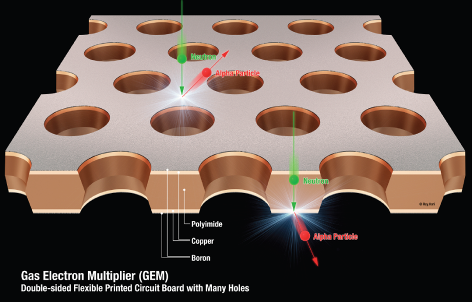 Neutron
Alpha Particle
Neutron
Alpha Particle
Polyimide
Copper
Boron
Gas Electron Multiplier (GEM)
Double-sided Flexible Printed Circuit Board with Many Holes